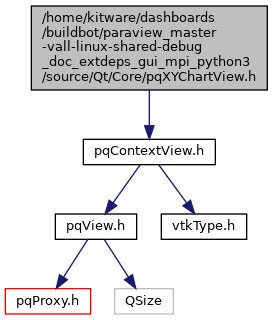 /home/kitware/dashboards
/buildbot/paraview_master
-vall-linux-shared-debug
_doc_extdeps_gui_mpi_python3
/source/Qt/Core/pqXYChartView.h
pqContextView.h
pqView.h
vtkType.h
pqProxy.h
QSize